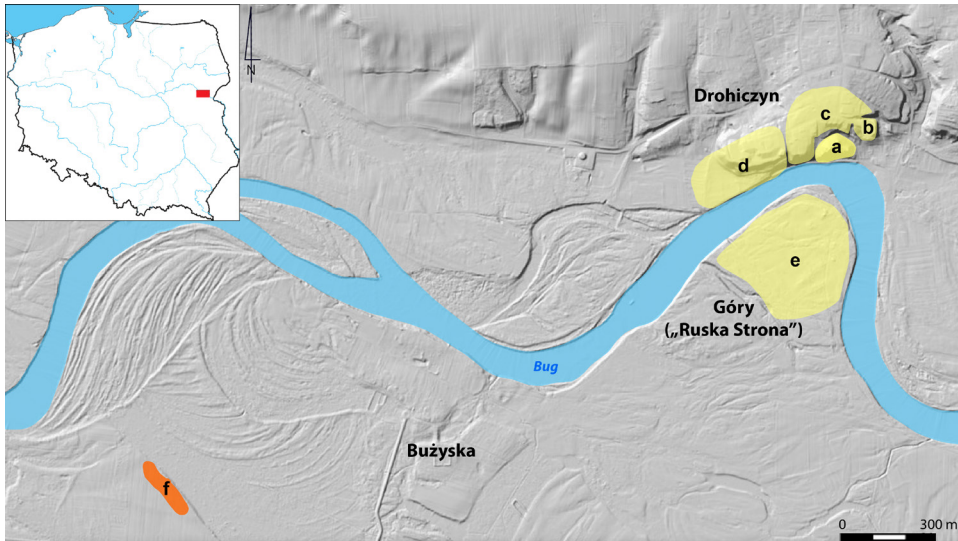 N
Drohiczyn
c
b
a
d
e
Góry
(„Ruska Strona”)
Bug
Bużyska
f
0 300 m